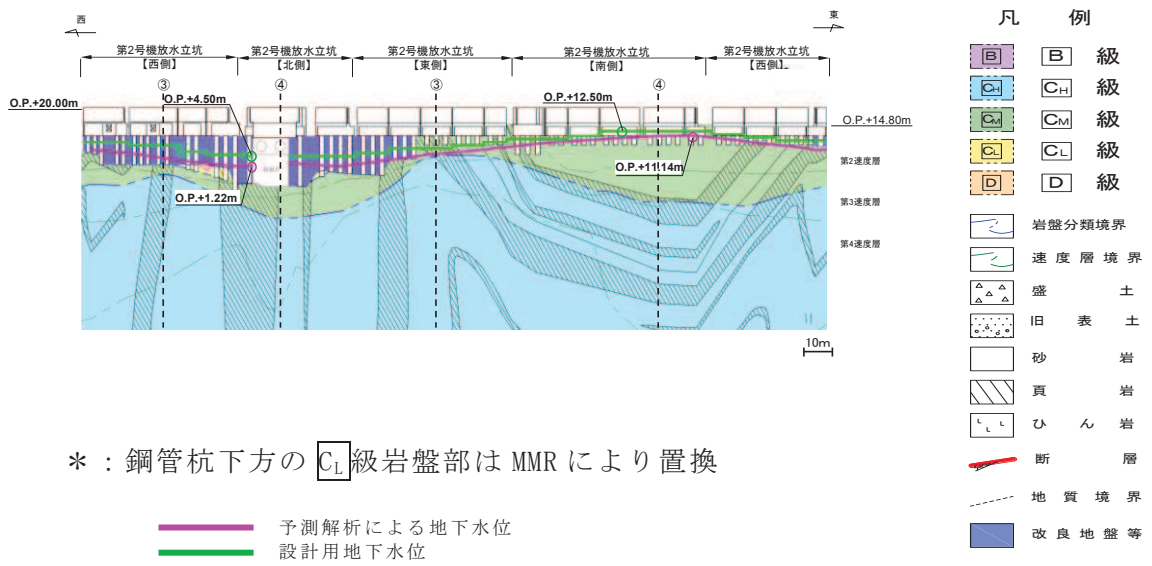 西
東
第2号機放水立坑 第2号機放水立坑 第2号機放水立坑 第2号機放水立坑 第2号機放水立坑
【西側】 【北側】 【東側】 【南側】 【西側】
③ ④ ③ ④
O.P.+20.00m
O.P.+4.50m
O.P.+12.50m
O.P.+14.80m
O.P.+1.22m
O.P.+11.14m
MMR
第2速度層
第3速度層
第4速度層
10m
*：鋼管杭下方のCL級岩盤部はMMRにより置換
予測解析による地下水位
設計用地下水位
凡 例
B B 級
CH CH 級
CM CM 級
CL CL 級
D D 級
岩盤分類境界
速度層境界
盛土
旧表土
砂岩
頁岩
ひん岩
断層
地質境界
改良地盤等